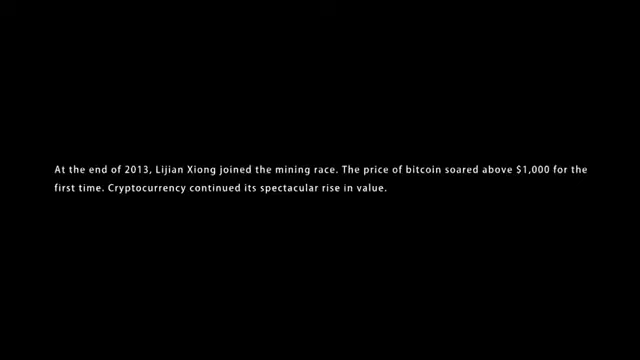 At the end of 2013, Lijian Xiong joined the mining race. The price of bitcoin soared above $1,000 for the
first time. Cryptocurrency continued its spectacular rise in value.